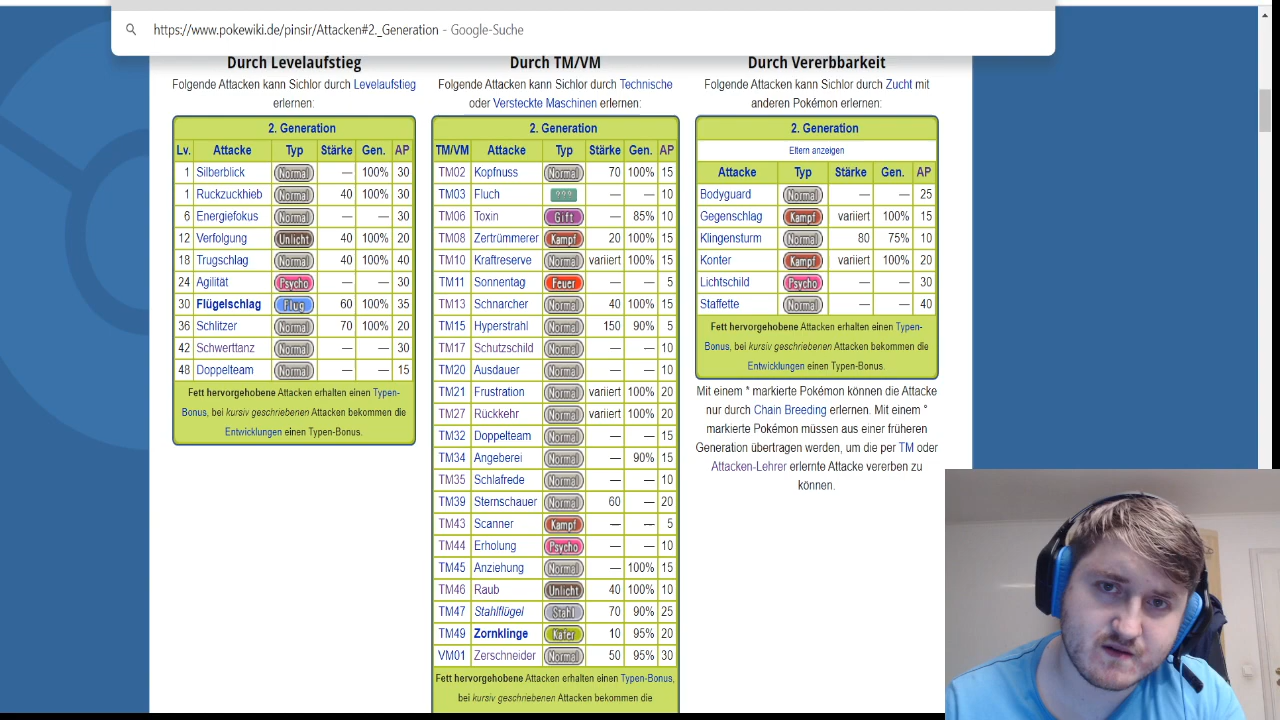 https://www.pokewiki.de/pinsir/Attacken#2._Generation - Google-Suche
Durch Levelaufstieg
Folgende Attacken kann Sichlor durch Levelaufstieg
erlernen:
2. Generation
Lv. Attacke Typ Stärke Gen. AP
1 Silberblick Normal — 100% 30
1 Ruckzuckhieb Normal 40 100% 30
6 Energiefokus Normal — — 30
12 Verfolgung Unlicht 40 100% 20
18 Trugschlag Normal 40 100% 40
24 Agilität Psycho — — 30
30 Flügelschlag Flug 60 100% 35
36 Schlitzer Normal 70 100% 20
42 Schwerttanz Normal — — 30
48 Doppelteam Normal — — 15
Fett hervorgehobene Attacken erhalten einen Typen-
Bonus, bei kursiv geschriebenen Attacken bekommen die
Entwicklungen einen Typen-Bonus.
Durch TM/VM
Folgende Attacken kann Sichlor durch Technische
oder Versteckte Maschinen erlernen:
2. Generation
TM/VM Attacke Typ Stärke Gen. AP
TM02 Kopfnuss Normal 70 100% 15
TM03 Fluch ??? — — 10
TM06 Toxin Gift — 85% 10
TM08 Zertrümmerer Kampf 20 100% 15
TM10 Kraftreserve Normal variiert 100% 15
TM11 Sonnentag Feuer — — 5
TM13 Schnarcher Normal 40 100% 15
TM15 Hyperstrahl Normal 150 90% 5
TM17 Schutzschild Normal — — 10
TM20 Ausdauer Normal — — 10
TM21 Frustration Normal variiert 100% 20
TM27 Rückkehr Normal variiert 100% 20
TM32 Doppelteam Normal — — 15
TM34 Angeberei Normal — 90% 15
TM35 Schlafrede Normal — — 10
TM39 Sternschauer Normal 60 — 20
TM43 Scanner Kampf — — 5
TM44 Erholung Psycho — — 10
TM45 Anziehung Normal — 100% 15
TM46 Raub Unlicht 40 100% 10
TM47 Stahlflügel Stahl 70 90% 25
TM49 Zornklinge Käfer 10 95% 20
VM01 Zerschneider Normal 50 95% 30
Fett hervorgehobene Attacken erhalten einen Typen-Bonus,
bei kursiv geschriebenen Attacken bekommen die
Durch Vererbbarkeit
Folgende Attacken kann Sichlor durch Zucht mit
anderen Pokémon erlernen:
2. Generation
Eltern anzeigen
Attacke Typ Stärke Gen. AP
Bodyguard Normal — — 25
Gegenschlag Kampf variiert 100% 15
Klingensturm Normal 80 75% 10
Konter Kampf variiert 100% 20
Lichtschild Psycho — — 30
Staffette Normal — — 40
Fett hervorgehobene Attacken erhalten einen Typen-
Bonus, bei kursiv geschriebenen Attacken bekommen die
Entwicklungen einen Typen-Bonus.
Mit einem * markierte Pokémon können die Attacke
nur durch Chain Breeding erlernen. Mit einem °
markierte Pokémon müssen aus einer früheren
Generation übertragen werden, um die per TM oder
Attacken-Lehrer erlernte Attacke vererben zu
können.